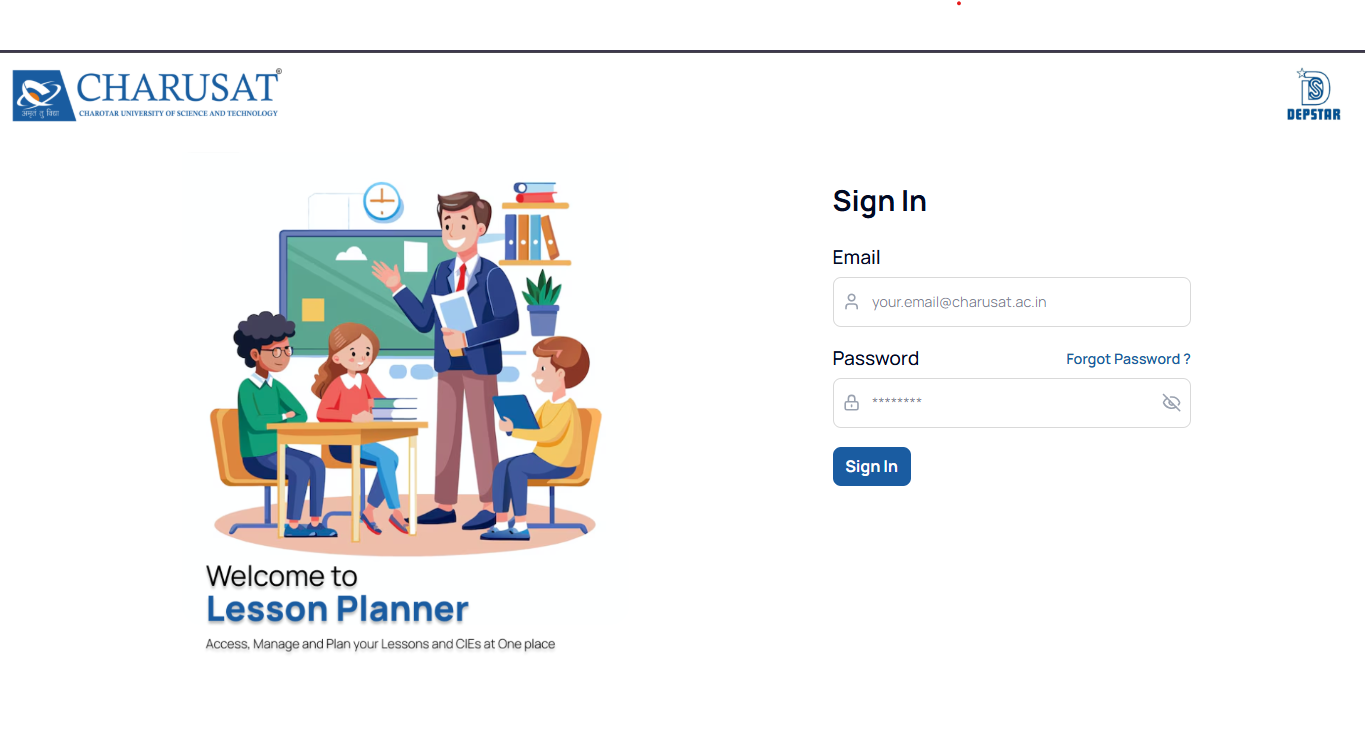 CHARUSAT®
CHAROTAR UNIVERSITY OF SCIENCE AND TECHNOLOGY
अमृतं तु विद्या
DEPSTAR
Sign In
Email
your.email@charusat.ac.in
Password
Forgot Password ?
********
Sign In
Welcome to
Lesson Planner
Access, Manage and Plan your Lessons and CIEs at One place